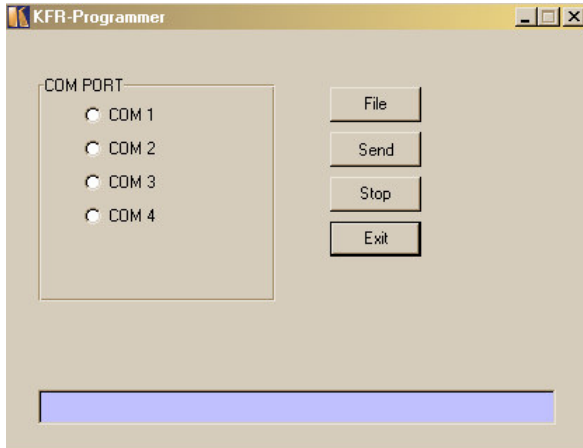 KFR-Programmer
COM PORT
COM 1
COM 2
COM 3
COM 4
File
Send
Stop
Exit